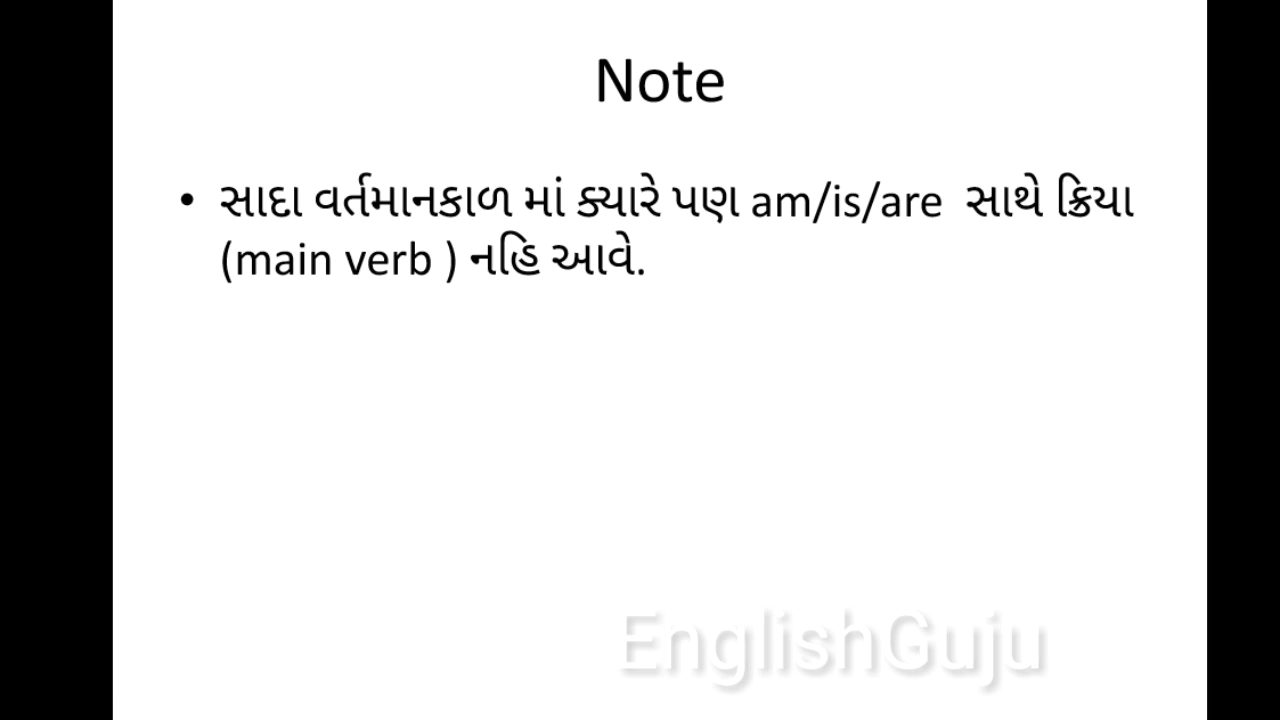 Note
• સાદા વર્તમાનકાળ માં ક્યારે પણ am/is/are સાથે ક્રિયા
(main verb ) નહિ આવે.
EnglishGuju